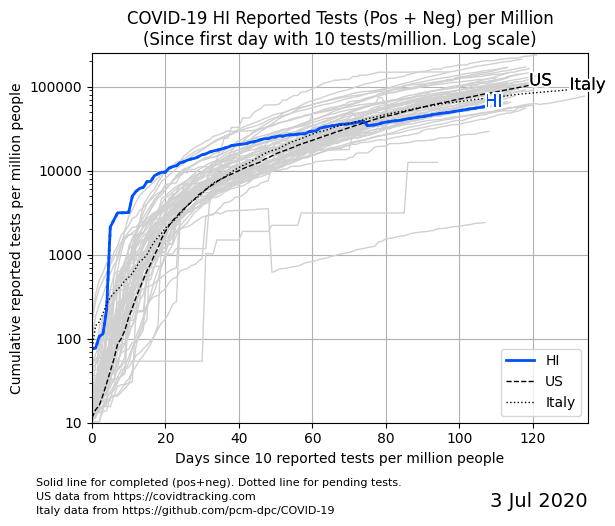 COVID-19 HI Reported Tests (Pos + Neg) per Million
(Since first day with 10 tests/million. Log scale)
Cumulative reported tests per million people
100000
10000
1000
100
10
US
Italy
HI
HI
US
Italy
0
20
40
60
80
100
120
Days since 10 reported tests per million people
Solid line for completed (pos+neg). Dotted line for pending tests.
US data from https://covidtracking.com
Italy data from https://github.com/pcm-dpc/COVID-19
3 Jul 2020